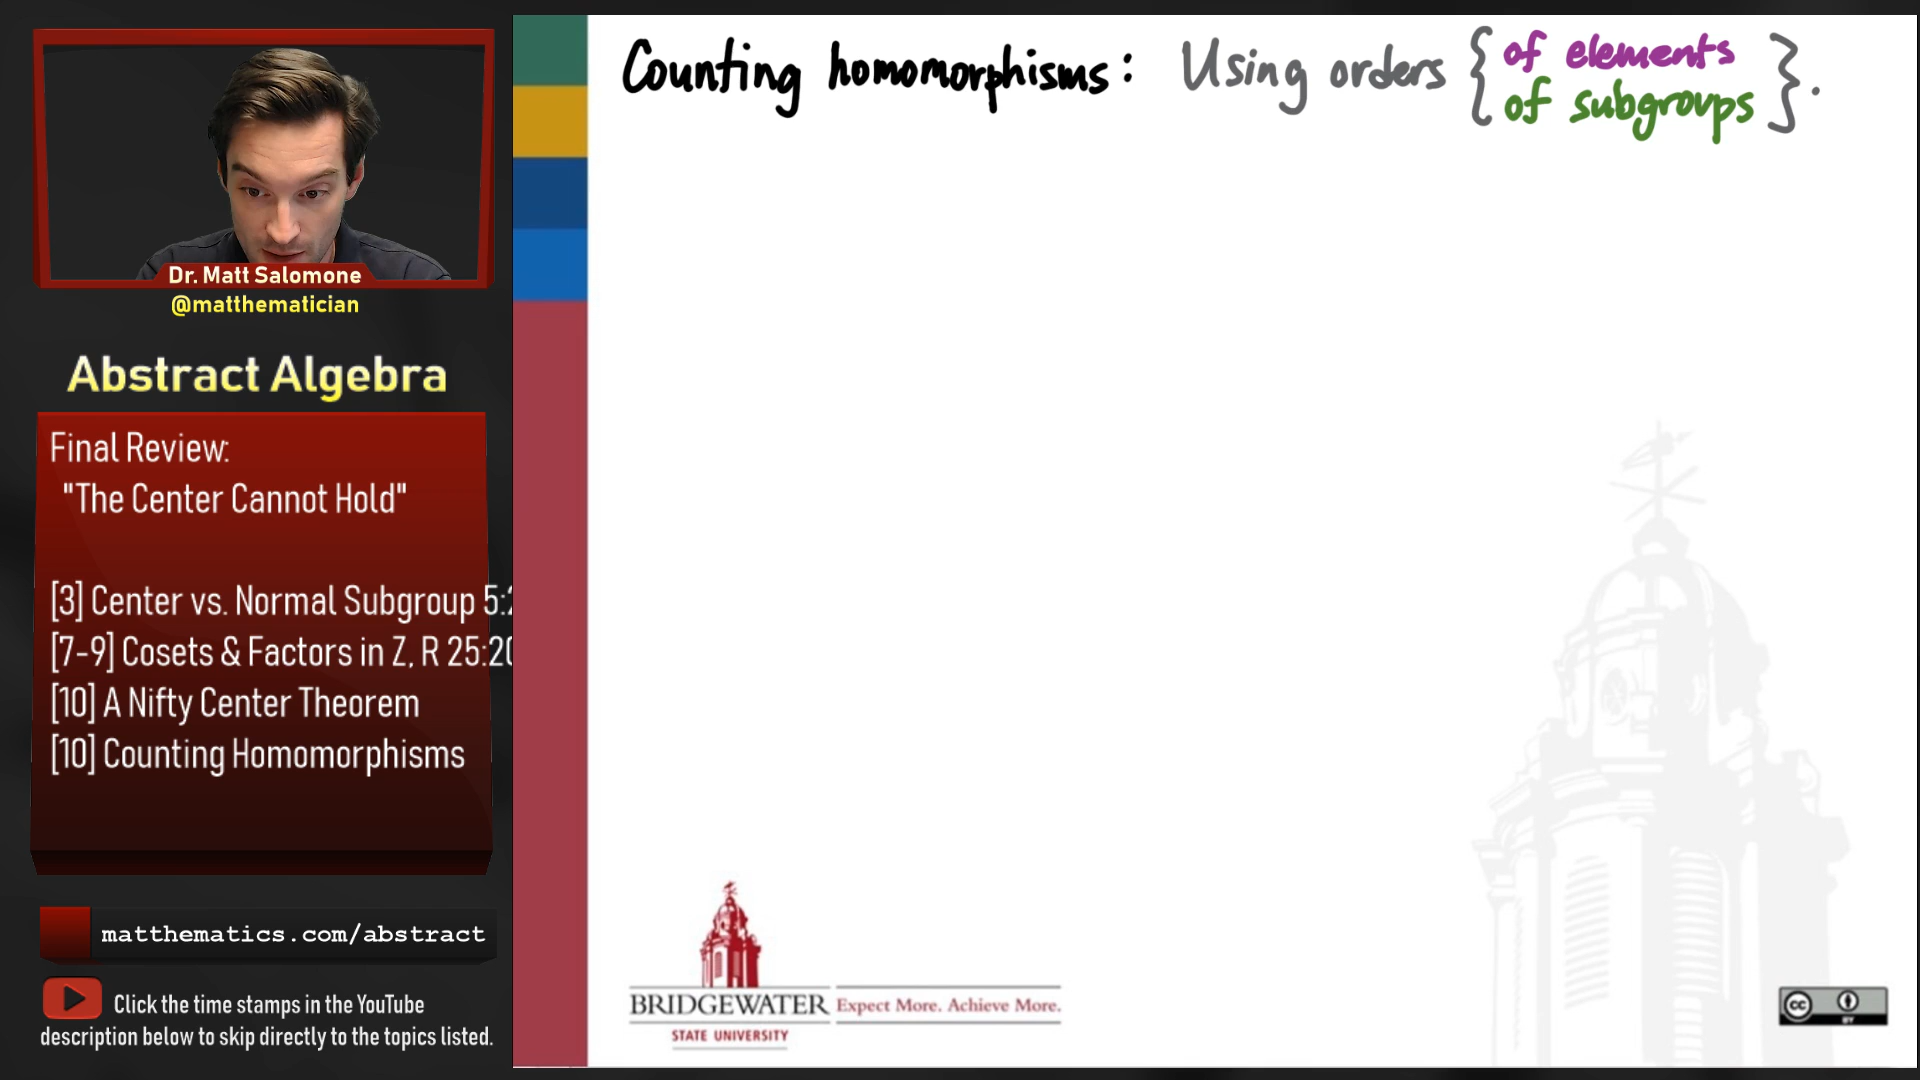 Counting homomorphisms: Using orders { of elements
of subgroups }.
Dr. Matt Salomone
@matthematician
Abstract Algebra
Final Review:
"The Center Cannot Hold"
[3] Center vs. Normal Subgroup 5:2
[7-9] Cosets & Factors in Z, R 25:20
[10] A Nifty Center Theorem
[10] Counting Homomorphisms
matthematics.com/abstract
Click the time stamps in the YouTube
description below to skip directly to the topics listed.
BRIDGEWATER
STATE UNIVERSITY
Expect More. Achieve More.
cc
BY